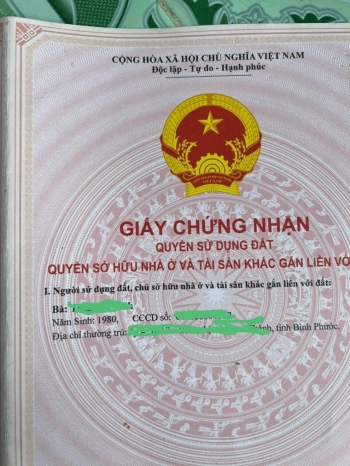 CỘNG HÒA XÃ HỘI CHỦ NGHĨA VIỆT NAM
Độc lập - Tự do - Hạnh phúc
GIẤY CHỨNG NHẬN
QUYỀN SỬ DỤNG ĐẤT
QUYỀN SỞ HỮU NHÀ Ở VÀ TÀI SẢN KHÁC GẮN LIỀN VỚ
I. Người sử dụng đất, chủ sở hữu nhà ở và tài sản khác gắn liền với đất:
Bà:
Năm Sinh: 1980, CCCD số:
Địa chỉ thường trú: tỉnh Bình Phước.